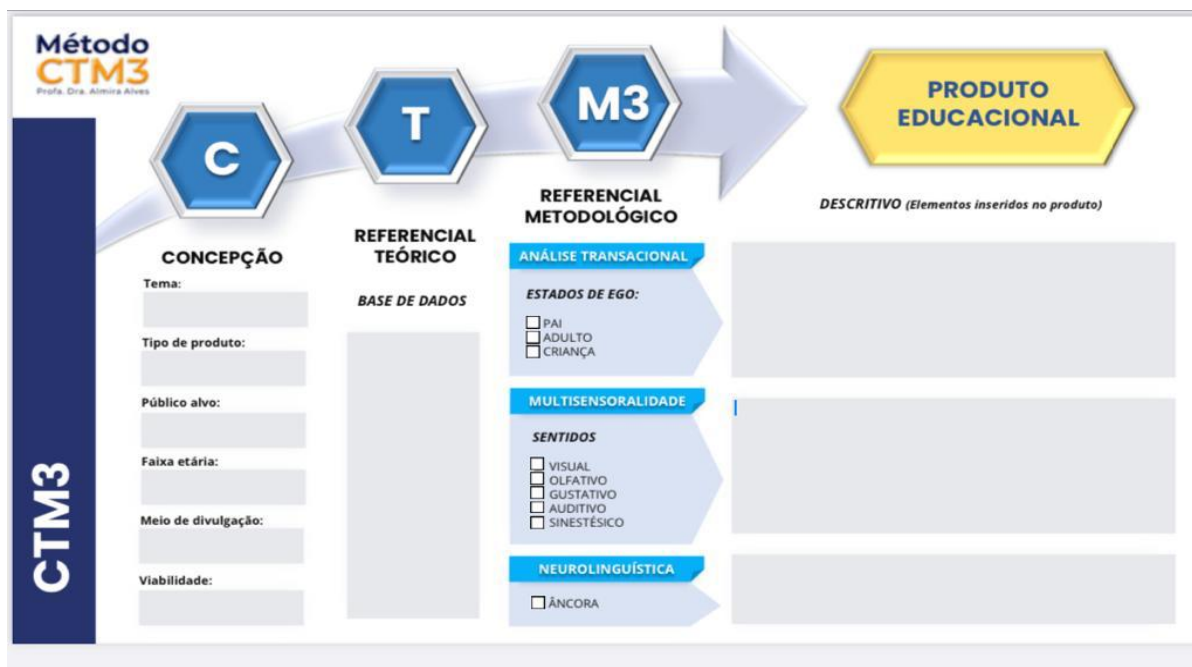 Método
CTM3
Profa. Dra. Almira Alves
C
T
M3
PRODUTO
EDUCACIONAL
CTM3
CONCEPÇÃO
Tema:
Tipo de produto:
Público alvo:
Faixa etária:
Meio de divulgação:
Viabilidade:
REFERENCIAL
TEÓRICO
BASE DE DADOS
REFERENCIAL
METODOLÓGICO
ANÁLISE TRANSACIONAL
ESTADOS DE EGO:
PAI
ADULTO
CRIANÇA
MULTISENSORALIDADE
SENTIDOS
VISUAL
OLFATIVO
GUSTATIVO
AUDITIVO
SINESTÉSICO
NEUROLINGUÍSTICA
ÂNCORA
DESCRITIVO (Elementos inseridos no produto)